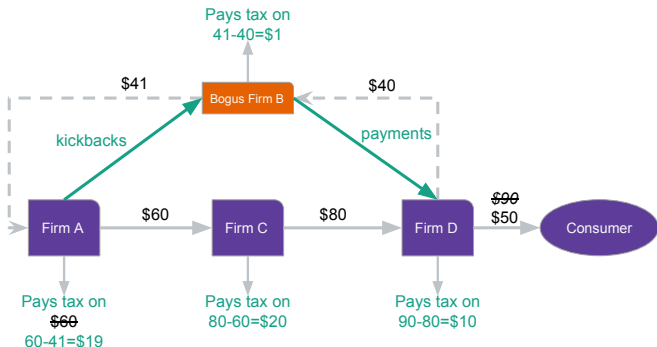 Pays tax on
41-40=$1
$41
$40
Bogus Firm B
kickbacks
payments
Firm A
$60
Firm C
$80
Firm D
$90
$50
Consumer
Pays tax on
$60
60-41=$19
Pays tax on
80-60=$20
Pays tax on
90-80=$10